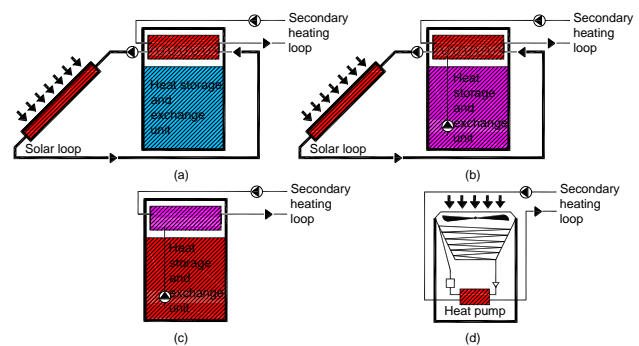 Secondary
heating
loop
Heat storage
and
exchange
unit
Solar loop
(a)
Secondary
heating
loop
Heat
storage
and
exchange
unit
Solar loop
(b)
Secondary
heating
loop
Heat
storage
and
exchange
unit
(c)
Secondary
heating
loop
Heat pump
(d)